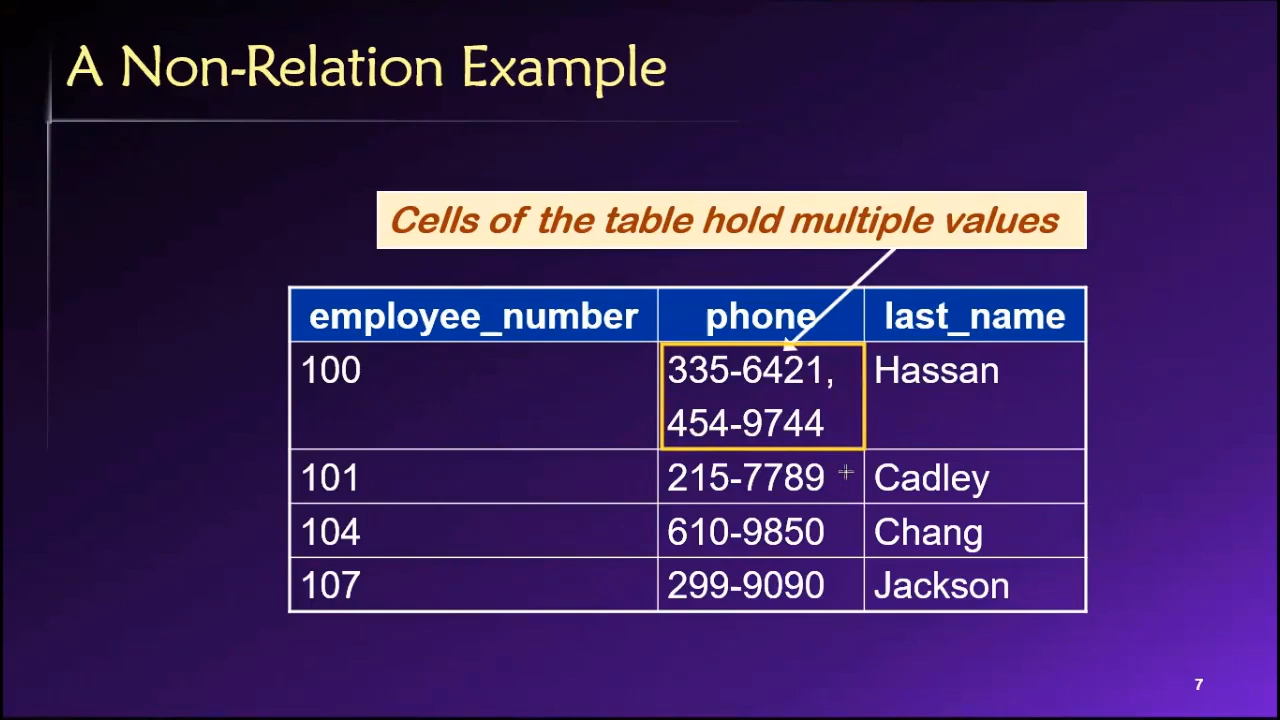 A Non-Relation Example
Cells of the table hold multiple values
employee_number phone last_name
100 335-6421, Hassan
454-9744
101 215-7789 Cadley
104 610-9850 Chang
107 299-9090 Jackson
7